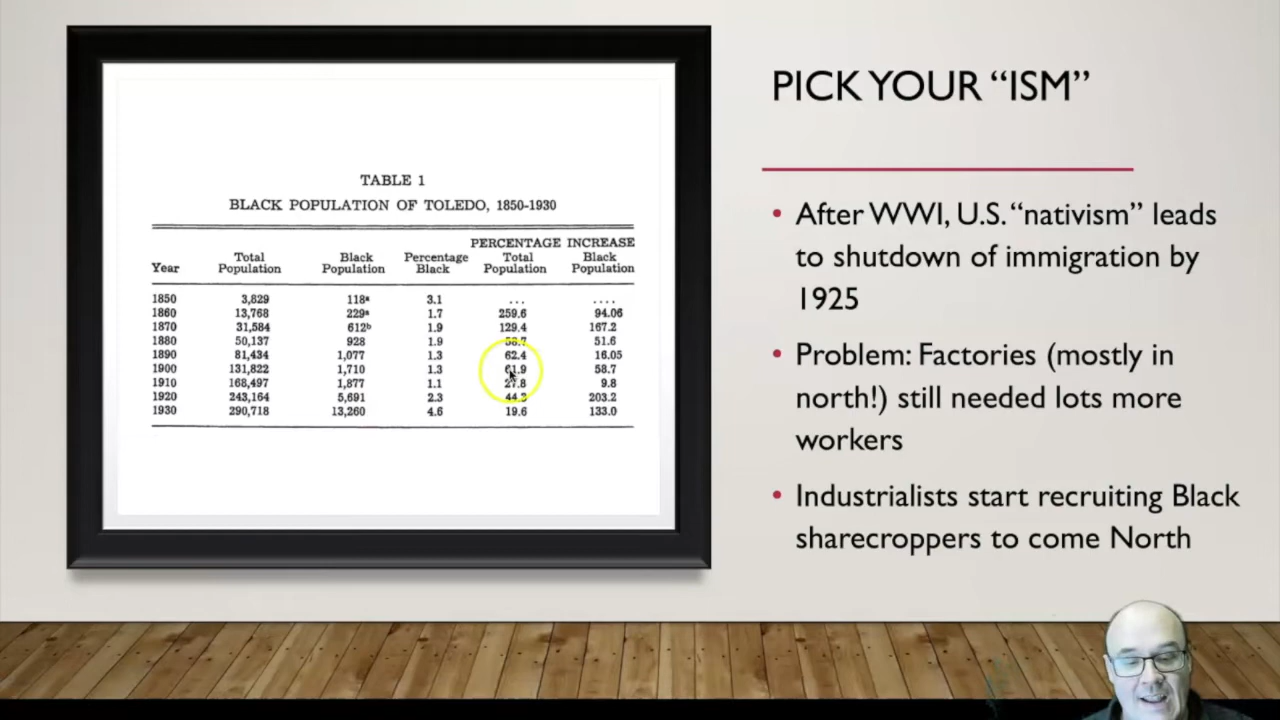 PICK YOUR “ISM”
TABLE 1
BLACK POPULATION OF TOLEDO, 1850-1930
PERCENTAGE INCREASE
Year Total Population Black Population Percentage Black Total Population Black Population
1850 3,829 118ᵃ 3.1 ... ....
1860 13,768 229ᵃ 1.7 259.6 94.06
1870 31,584 612ᵇ 1.9 129.4 167.2
1880 50,137 928 1.9 58.7 51.6
1890 81,434 1,077 1.3 62.4 16.05
1900 131,822 1,710 1.3 61.9 58.7
1910 168,497 1,877 1.1 27.8 9.8
1920 243,164 5,691 2.3 44.3 203.2
1930 290,718 13,260 4.6 19.6 133.0
• After WWI, U.S. “nativism” leads
to shutdown of immigration by
1925
• Problem: Factories (mostly in
north!) still needed lots more
workers
• Industrialists start recruiting Black
sharecroppers to come North